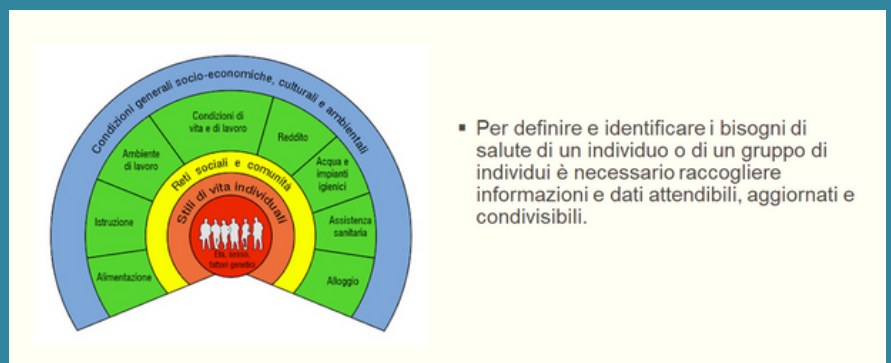 Condizioni generali socio-economiche, culturali e ambientali
Alimentazione
Istruzione
Ambiente
di lavoro
Condizioni di
vita e di lavoro
Reddito
Acqua e
impianti
igienici
Assistenza
sanitaria
Alloggio
Reti sociali e comunità
Stili di vita individuali
Età, sesso,
fattori genetici
▪ Per definire e identificare i bisogni di
salute di un individuo o di un gruppo di
individui è necessario raccogliere
informazioni e dati attendibili, aggiornati e
condivisibili.